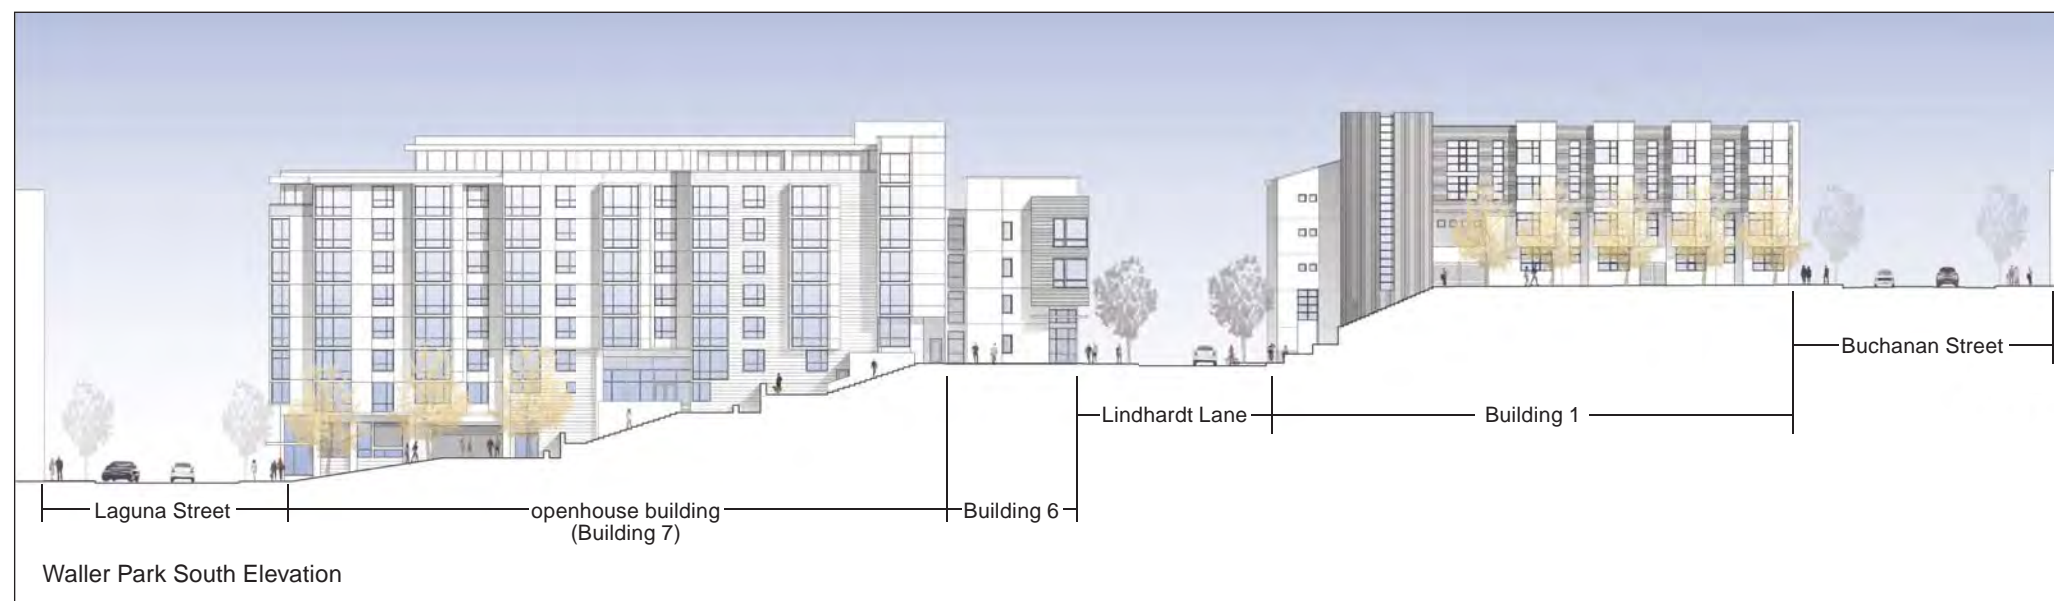 Buchanan Street
Lindhardt Lane
Building 1
Laguna Street
openhouse building
(Building 7)
Building 6
Waller Park South Elevation